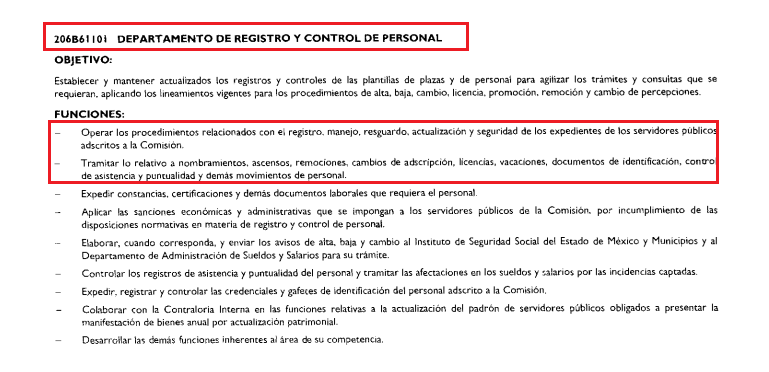 206B61101 DEPARTAMENTO DE REGISTRO Y CONTROL DE PERSONAL
OBJETIVO:
Establecer y mantener actualizados los registros y controles de las plantillas de plazas y de personal para agilizar los trámites y consultas que se
requieran, aplicando los lineamientos vigentes para los procedimientos de alta, baja, cambio, licencia, promoción, remoción y cambio de percepciones.
FUNCIONES:
– Operar los procedimientos relacionados con el registro, manejo, resguardo, actualización y seguridad de los expedientes de los servidores públicos
adscritos a la Comisión.
– Tramitar lo relativo a nombramientos, ascensos, remociones, cambios de adscripción, licencias, vacaciones, documentos de identificación, control
de asistencia y puntualidad y demás movimientos de personal.
– Expedir constancias, certificaciones y demás documentos laborales que requiera el personal.
– Aplicar las sanciones económicas y administrativas que se impongan a los servidores públicos de la Comisión, por incumplimiento de las
disposiciones normativas en materia de registro y control de personal.
– Elaborar, cuando corresponda, y enviar los avisos de alta, baja y cambio al Instituto de Seguridad Social del Estado de México y Municipios y al
Departamento de Administración de Sueldos y Salarios para su trámite.
– Controlar los registros de asistencia y puntualidad del personal y tramitar las afectaciones en los sueldos y salarios por las incidencias captadas.
– Expedir, registrar y controlar las credenciales y gafetes de identificación del personal adscrito a la Comisión.
– Colaborar con la Contraloría Interna en las funciones relativas a la actualización del padrón de servidores públicos obligados a presentar la
manifestación de bienes anual por actualización patrimonial.
– Desarrollar las demás funciones inherentes al área de su competencia.